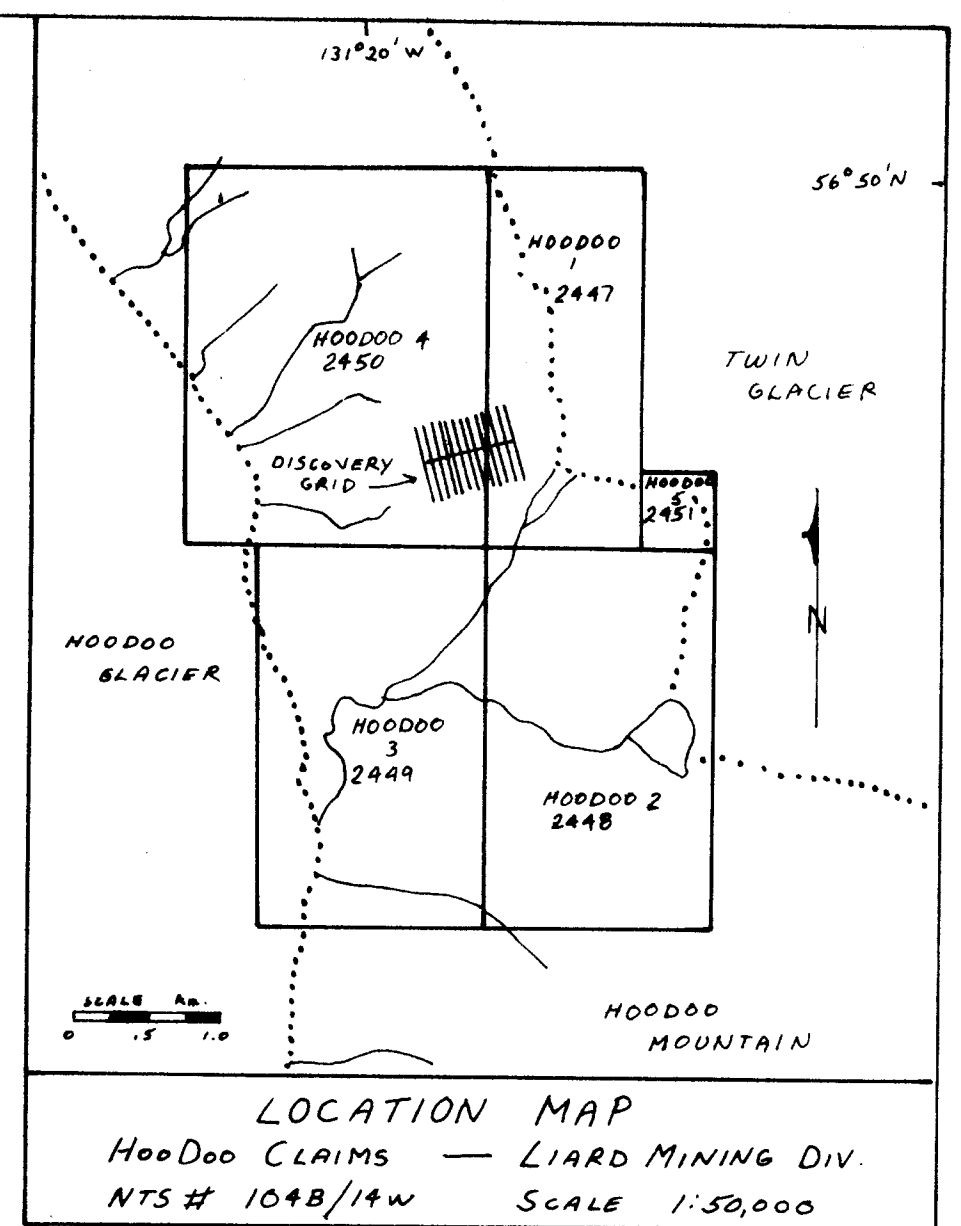 131°20' W
56°50' N
HOODOO
1
2447
HOODOO 4
2450
TWIN
GLACIER
DISCOVERY
GRID
HOODOO
5
2451
N
HOODOO
GLACIER
HOODOO
3
2449
HOODOO 2
2448
SCALE km.
0 .5 1.0
HOODOO
MOUNTAIN
LOCATION MAP
HOODOO CLAIMS — LIARD MINING DIV.
NTS # 104B/14W SCALE 1:50,000